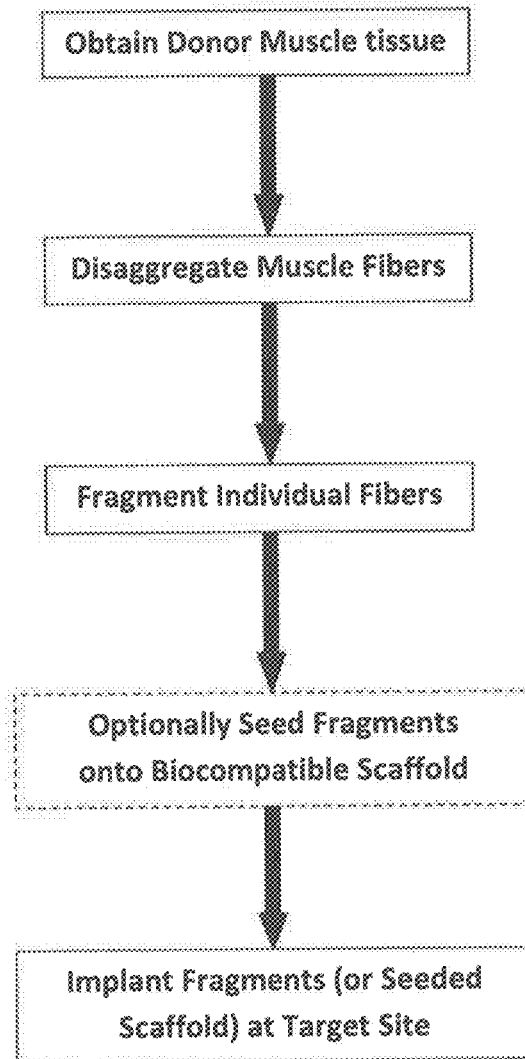 Obtain Donor Muscle tissue
Disaggregate Muscle Fibers
Fragment Individual Fibers
Optionally Seed Fragments
onto Biocompatible Scaffold
Implant Fragments (or Seeded
Scaffold) at Target Site